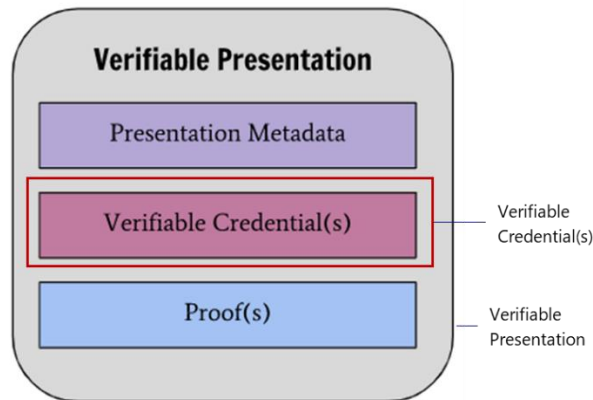 Verifiable Presentation
Presentation Metadata
Verifiable Credential(s)
Verifiable
Credential(s)
Proof(s)
Verifiable
Presentation